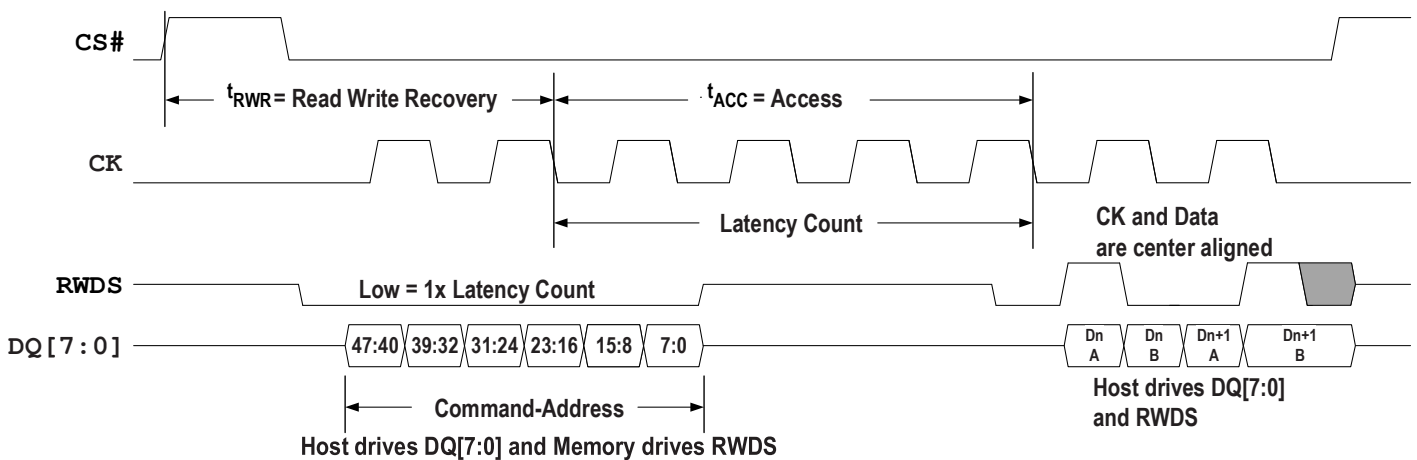 CS#
tRWR= Read Write Recovery
tACC = Access
CK
Latency Count
CK and Data
are center aligned
RWDS
Low = 1x Latency Count
DQ[7:0]
47:40 39:32 31:24 23:16 15:8 7:0
Dn Dn Dn+1 Dn+1
A B A B
Command-Address
Host drives DQ[7:0]
and RWDS
Host drives DQ[7:0] and Memory drives RWDS